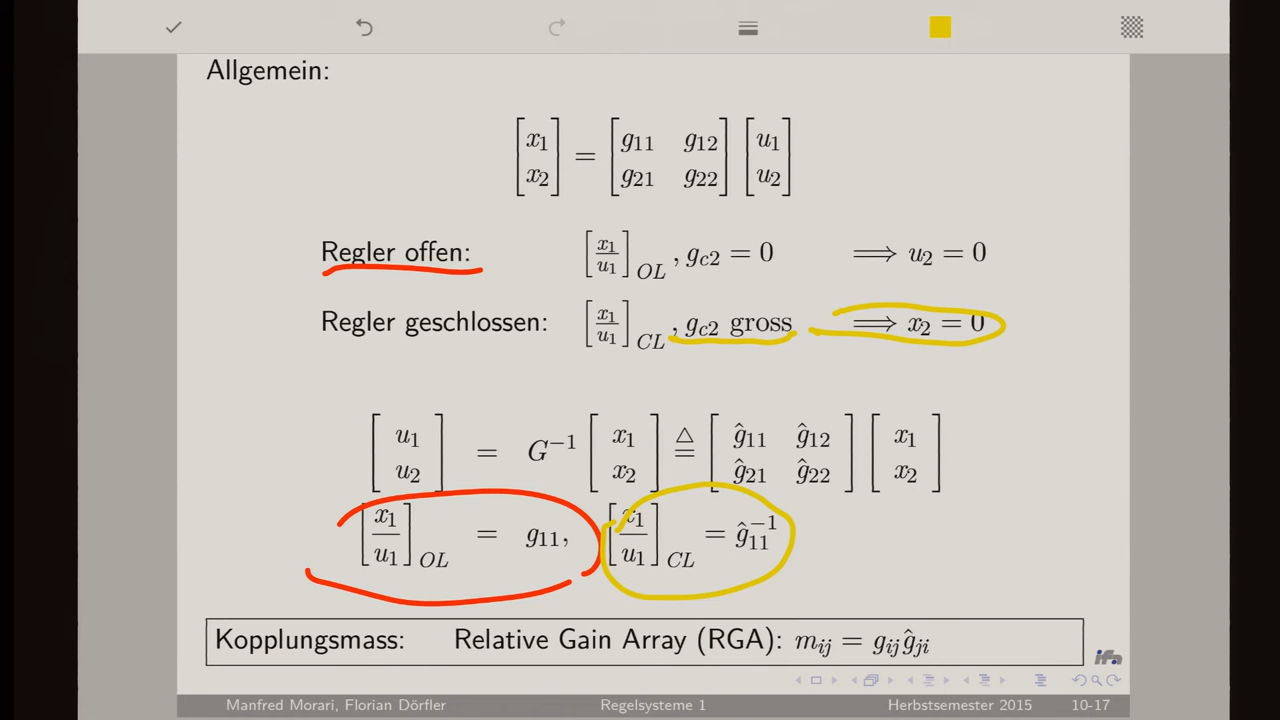 Allgemein:
[x1 x2] = [g11 g12 g21 g22] [u1 u2]
Regler offen: [x1/u1]OL , gc2 = 0 ⟹ u2 = 0
Regler geschlossen: [x1/u1]CL , gc2 gross ⟹ x2 = 0
[u1 u2] = G⁻¹ [x1 x2] ≜ [ĝ11 ĝ12 ĝ21 ĝ22] [x1 x2]
[x1/u1]OL = g11, [x1/u1]CL = ĝ11⁻¹
Kopplungsmass: Relative Gain Array (RGA): mij = gijĝji
ifa
Manfred Morari, Florian Dörfler Regelsysteme 1 Herbstsemester 2015 10-17